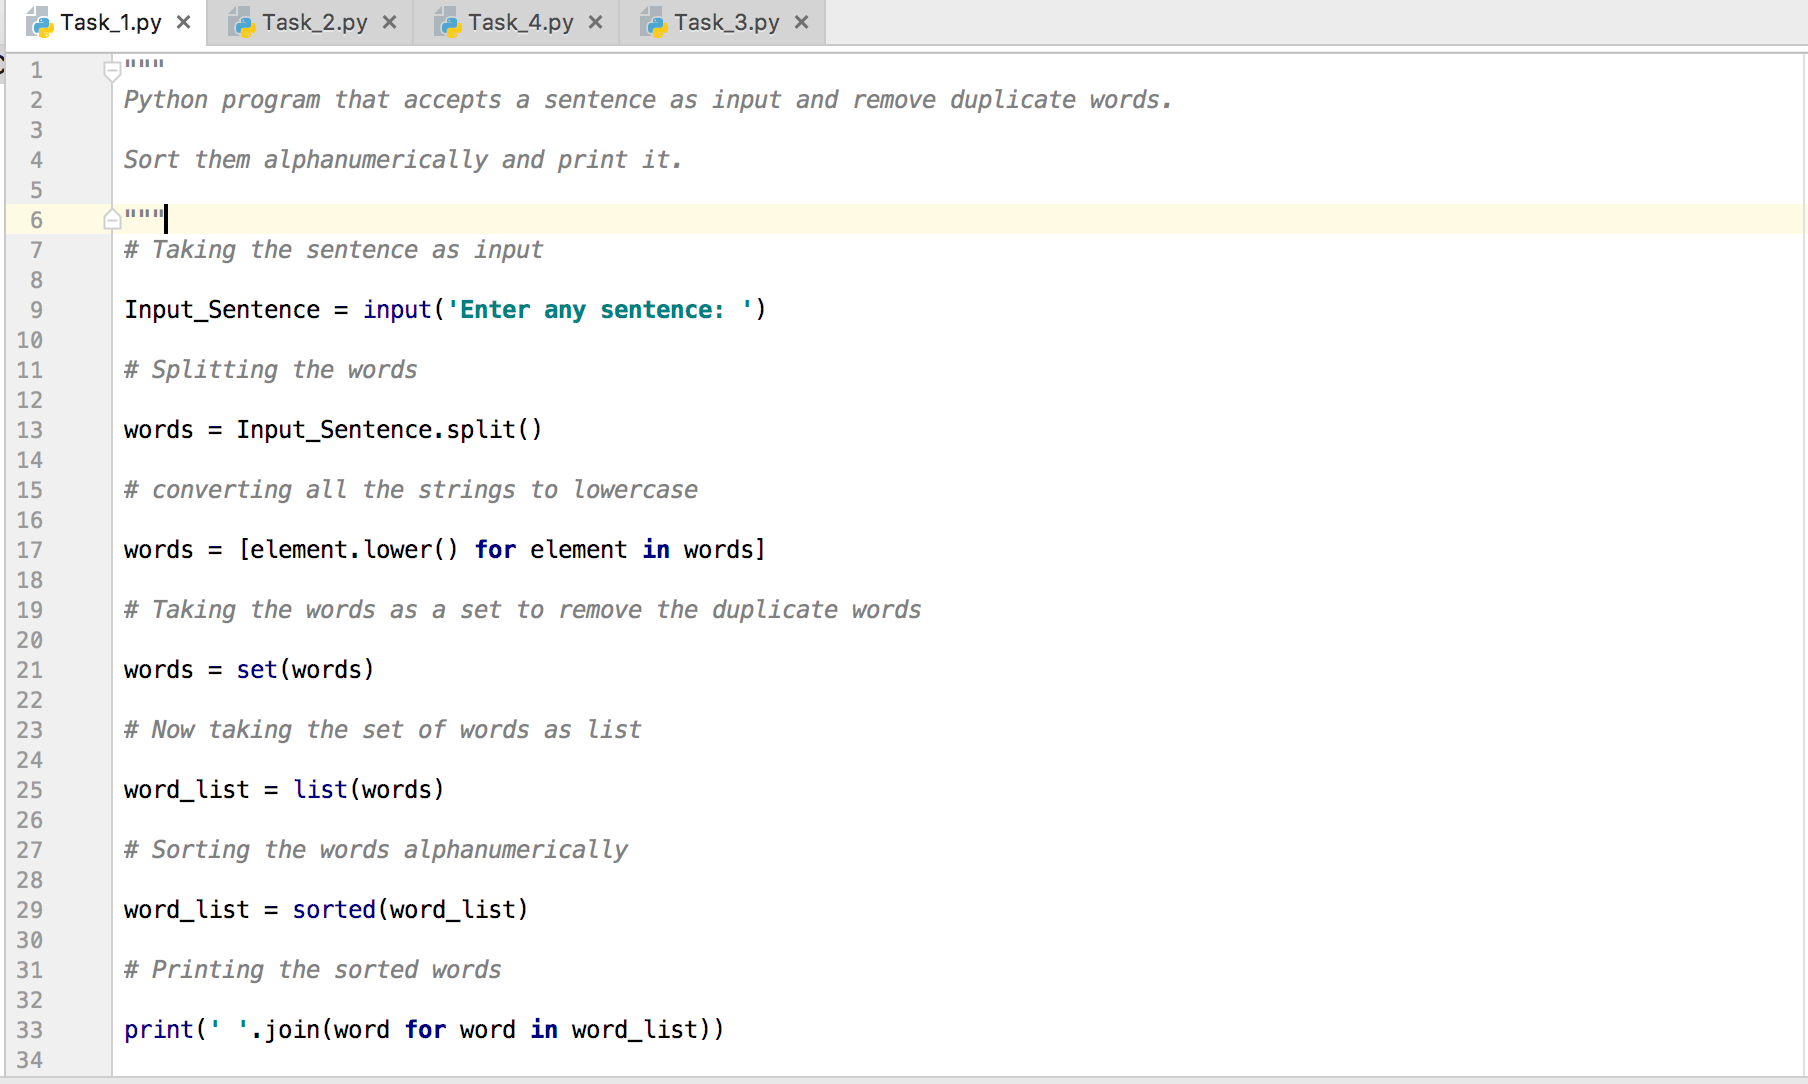 Task_1.py × Task_2.py × Task_4.py × Task_3.py ×
1 """
2 Python program that accepts a sentence as input and remove duplicate words.
3
4 Sort them alphanumerically and print it.
5
6 """
7 # Taking the sentence as input
8
9 Input_Sentence = input('Enter any sentence: ')
10
11 # Splitting the words
12
13 words = Input_Sentence.split()
14
15 # converting all the strings to lowercase
16
17 words = [element.lower() for element in words]
18
19 # Taking the words as a set to remove the duplicate words
20
21 words = set(words)
22
23 # Now taking the set of words as list
24
25 word_list = list(words)
26
27 # Sorting the words alphanumerically
28
29 word_list = sorted(word_list)
30
31 # Printing the sorted words
32
33 print(' '.join(word for word in word_list))
34